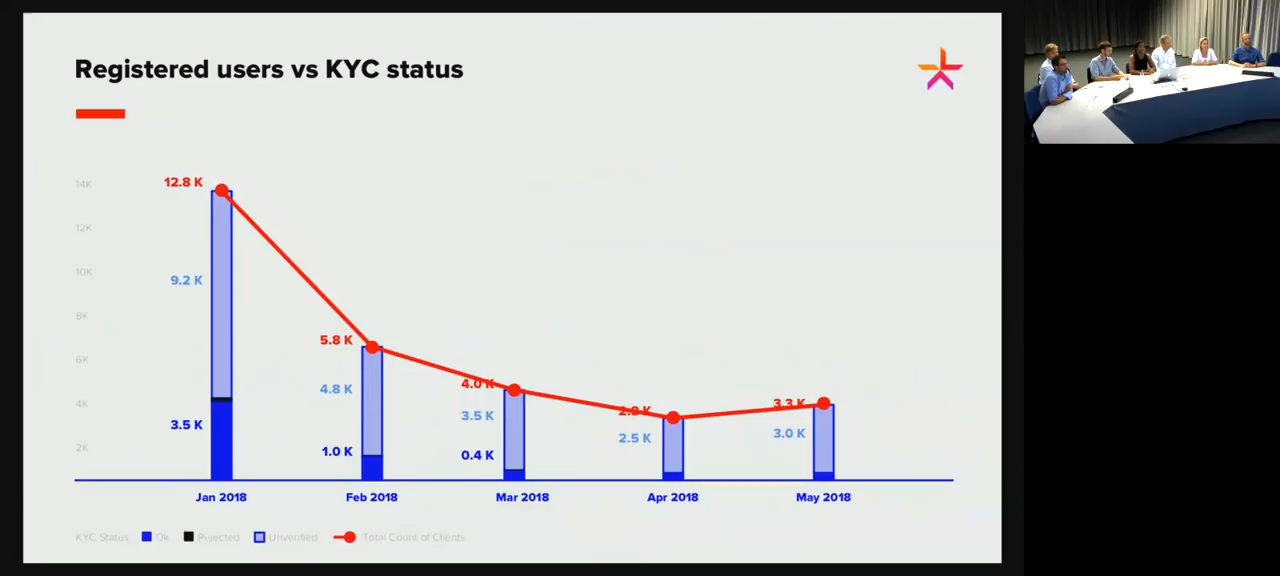 Registered users vs KYC status
14K
12K
10K
8K
6K
4K
2K
12.8 K
9.2 K
3.5 K
5.8 K
4.8 K
1.0 K
4.0 K
3.5 K
0.4 K
2.8 K
2.5 K
3.3 K
3.0 K
Jan 2018 Feb 2018 Mar 2018 Apr 2018 May 2018
KYC Status: Ok Rejected Unverified Total Count of Clients